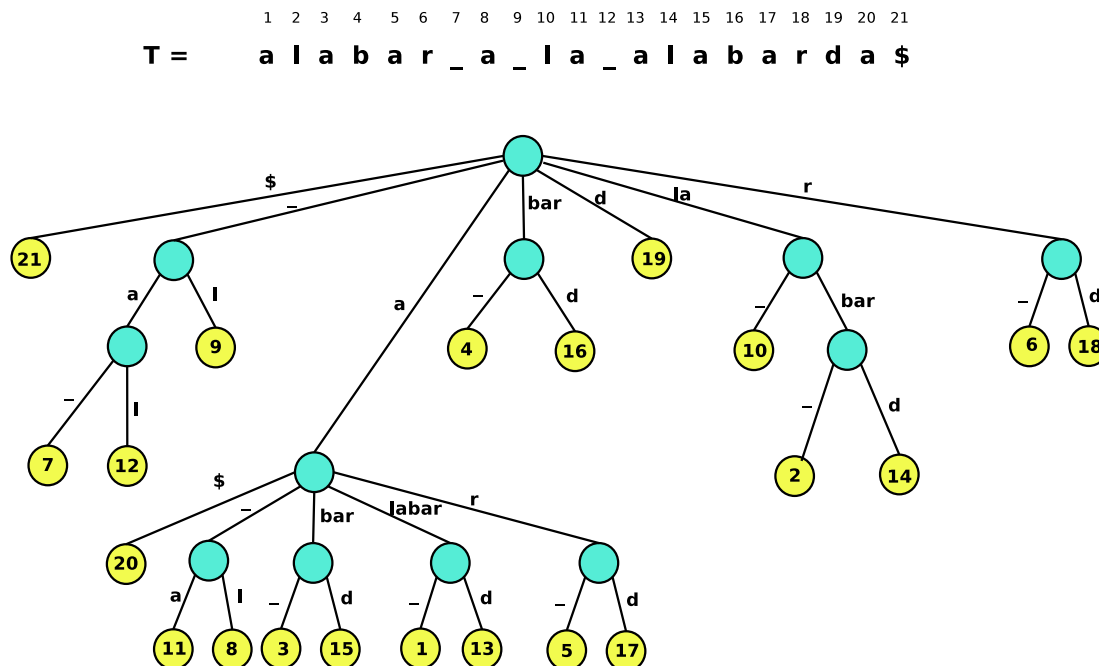 1 2 3 4 5 6 7 8 9 10 11 12 13 14 15 16 17 18 19 20 21
T = a l a b a r _ a _ l a _ a l a b a r d a $
$ _ bar d la r
21 19
a l a _ d _ bar _ d
9 4 16 10 6 18
_ l _ d
7 12 2 14
$ _ bar labar r
20
a l _ d _ d _ d
11 8 3 15 1 13 5 17